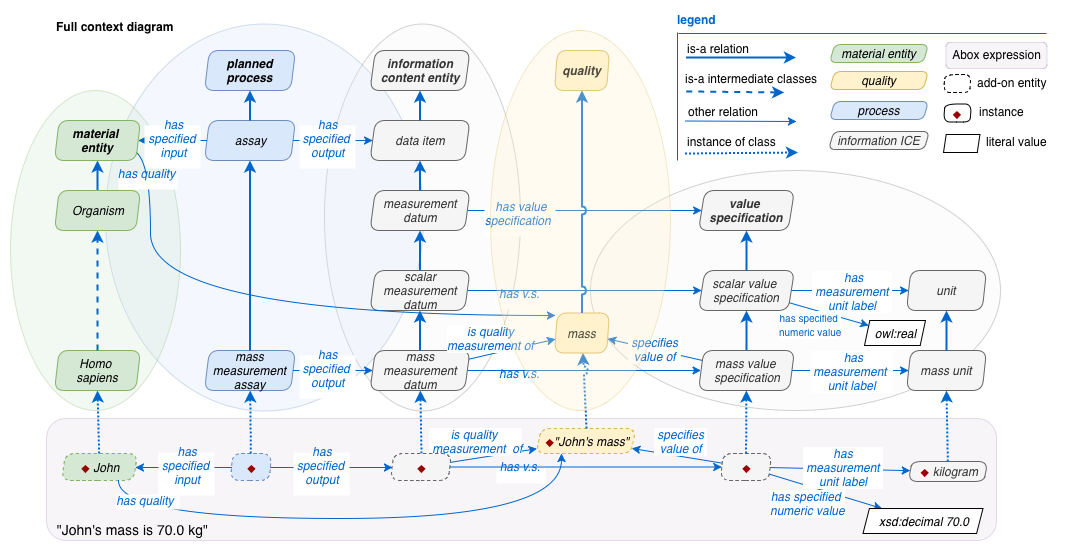 Full context diagram
legend
is-a relation
is-a intermediate classes
other relation
instance of class
material entity
quality
process
information ICE
Abox expression
add-on entity
instance
literal value
planned
process
information
content entity
quality
material
entity
has
specified
input
assay
has
specified
output
data item
has quality
Organism
measurement
datum
has value
specification
value
specification
scalar
measurement
datum
has v.s.
scalar value
specification
has
measurement
unit label
unit
has specified
numeric value
owl:real
mass
is quality
measurement of
specifies
value of
Homo
sapiens
mass
measurement
assay
has
specified
output
mass
measurement
datum
has v.s.
mass value
specification
has
measurement
unit label
mass unit
John
has
specified
input
has
specified
output
is quality
measurement of
"John's mass"
specifies
value of
has v.s.
has
measurement
unit label
kilogram
has quality
has specified
numeric value
xsd:decimal 70.0
"John's mass is 70.0 kg"